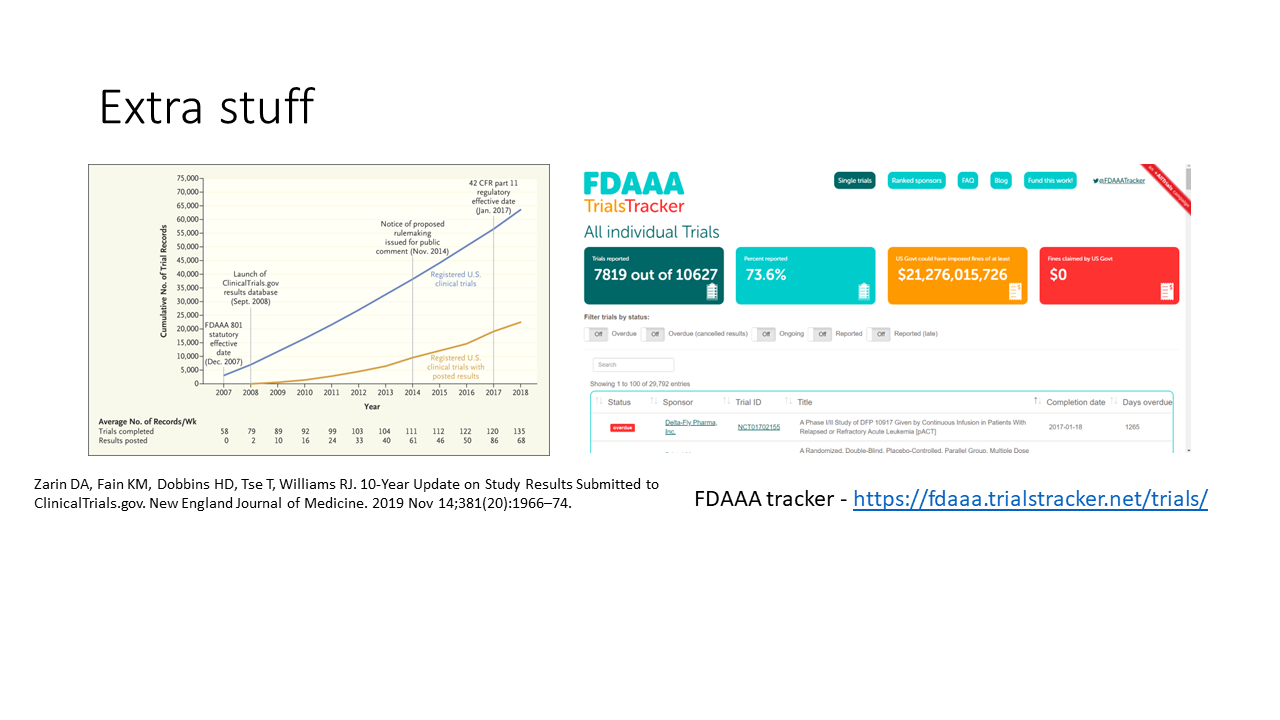 Extra stuff
75,000
70,000
65,000
60,000
55,000
50,000
45,000
40,000
35,000
30,000
25,000
20,000
15,000
10,000
5,000
0
Cumulative No. of Trial Records
FDAAA 801
statutory
effective
date
(Dec. 2007)
Launch of
ClinicalTrials.gov
results database
(Sept. 2008)
Notice of proposed
rulemaking
issued for public
comment (Nov. 2014)
42 CFR part 11
regulatory
effective date
(Jan. 2017)
Registered U.S.
clinical trials
Registered U.S.
clinical trials with
posted results
2007 2008 2009 2010 2011 2012 2013 2014 2015 2016 2017 2018
Year
Average No. of Records/Wk
Trials completed 58 79 89 92 99 103 104 111 112 122 120 135
Results posted 0 2 10 16 24 33 40 61 46 50 86 68
Zarin DA, Fain KM, Dobbins HD, Tse T, Williams RJ. 10-Year Update on Study Results Submitted to
ClinicalTrials.gov. New England Journal of Medicine. 2019 Nov 14;381(20):1966–74.
FDAAA
TrialsTracker
Single trials Ranked sponsors FAQ Blog Fund this work! @FDAAATracker
All individual Trials
Trials reported
7819 out of 10627
Percent reported
73.6%
US Govt could have imposed fines of at least
$21,276,015,726
Fines claimed by US Govt
$0
Filter trials by status:
Off Overdue Off Overdue (cancelled results) Off Ongoing Off Reported Off Reported (late)
Search
Showing 1 to 100 of 29,792 entries
Status Sponsor Trial ID Title Completion date Days overdue
overdue
Delta-Fly Pharma,
Inc.
NCT01702155
A Phase I/II Study of DFP 10917 Given by Continuous Infusion in Patients With
Relapsed or Refractory Acute Leukemia [pACT]
2017-01-18
1265
A Randomized, Double-Blind, Placebo-Controlled, Parallel Group, Multiple Dose
FDAAA tracker - https://fdaaa.trialstracker.net/trials/